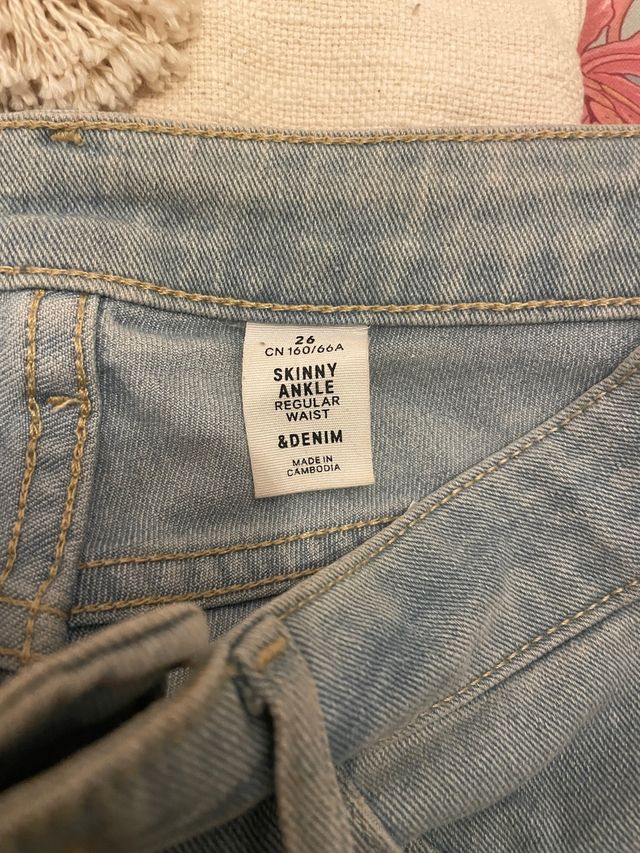 26
CN 160/66A
SKINNY
ANKLE
REGULAR
WAIST
&DENIM
MADE IN
CAMBODIA